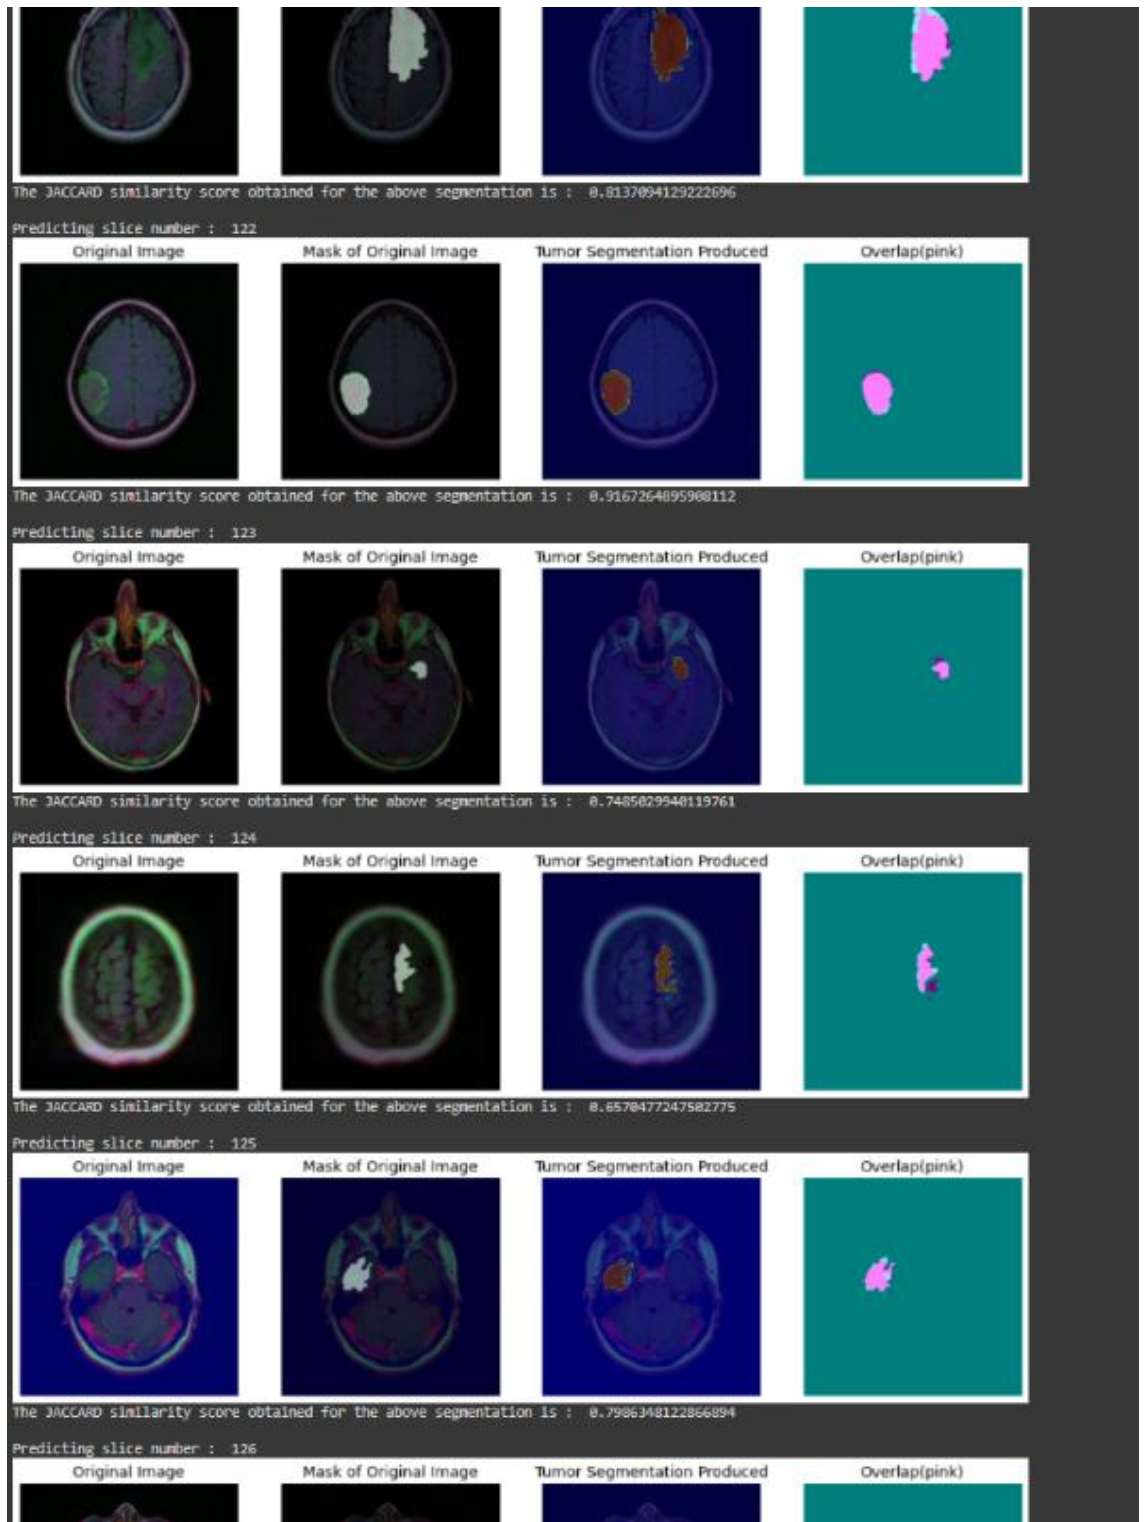 The JACCARD similarity score obtained for the above segmentation is :  0.8137094129222696
Predicting slice number :  122
Original Image Mask of Original Image Tumor Segmentation Produced Overlap(pink)
The JACCARD similarity score obtained for the above segmentation is :  0.9167264895908112
Predicting slice number :  123
Original Image Mask of Original Image Tumor Segmentation Produced Overlap(pink)
The JACCARD similarity score obtained for the above segmentation is :  0.7485029940119761
Predicting slice number :  124
Original Image Mask of Original Image Tumor Segmentation Produced Overlap(pink)
The JACCARD similarity score obtained for the above segmentation is :  0.6570477247502775
Predicting slice number :  125
Original Image Mask of Original Image Tumor Segmentation Produced Overlap(pink)
The JACCARD similarity score obtained for the above segmentation is :  0.7986348122866894
Predicting slice number :  126
Original Image Mask of Original Image Tumor Segmentation Produced Overlap(pink)